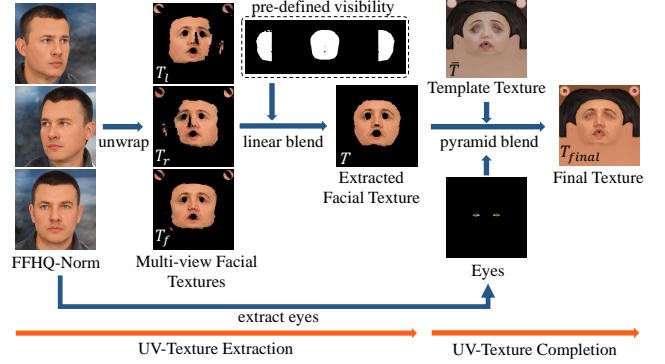 pre-defined visibility
T_l
T̄
Template Texture
unwrap
T_r
linear blend
T
pyramid blend
T_final
Extracted
Facial Texture
Final Texture
T_f
FFHQ-Norm
Multi-view Facial
Textures
Eyes
extract eyes
UV-Texture Extraction
UV-Texture Completion